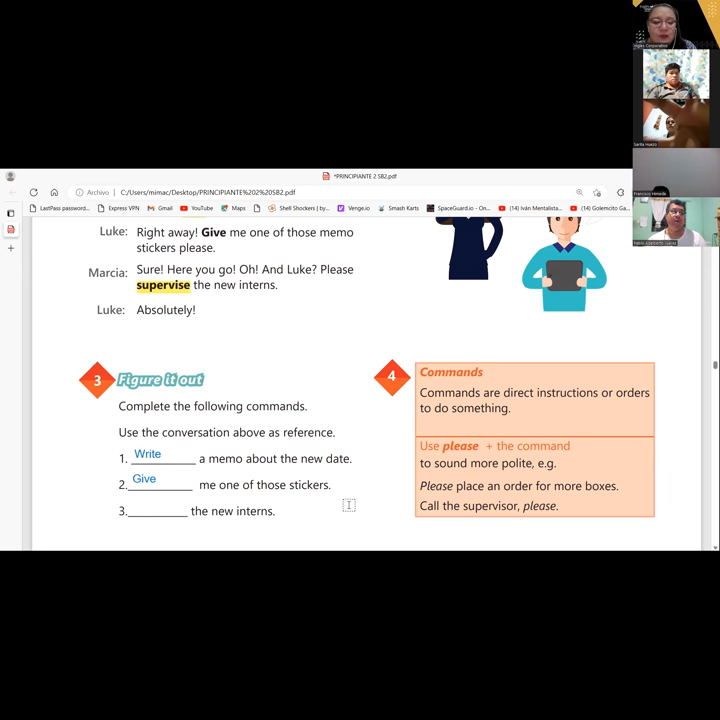 *PRINCIPIANTE 2 SB2.pdf
Archivo | C:/Users/mimac/Desktop/PRINCIPIANTE%202%20SB2.pdf
LastPass password... Express VPN Gmail YouTube Maps Shell Shockers | by... Venge.io Smash Karts SpaceGuard.io - On... (14) Iván Mentalista... (14) Golemcito Ga...
Luke: Right away! Give me one of those memo
stickers please.
Marcia: Sure! Here you go! Oh! And Luke? Please
supervise the new interns.
Luke: Absolutely!
3 Figure it out
Complete the following commands.
Use the conversation above as reference.
1. Write a memo about the new date.
2. Give me one of those stickers.
3.__________ the new interns.
4 Commands
Commands are direct instructions or orders
to do something.
Use please + the command
to sound more polite, e.g.
Please place an order for more boxes.
Call the supervisor, please.
Sarita Huezo